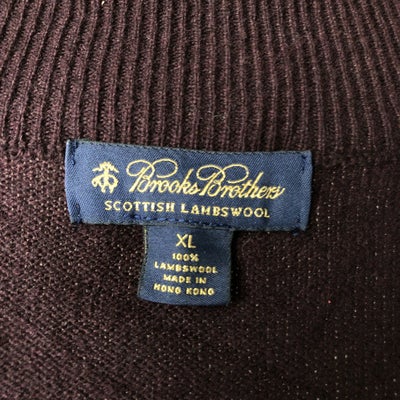 Brooks Brothers
SCOTTISH LAMBSWOOL
XL
100%
LAMBSWOOL
MADE IN
HONG KONG